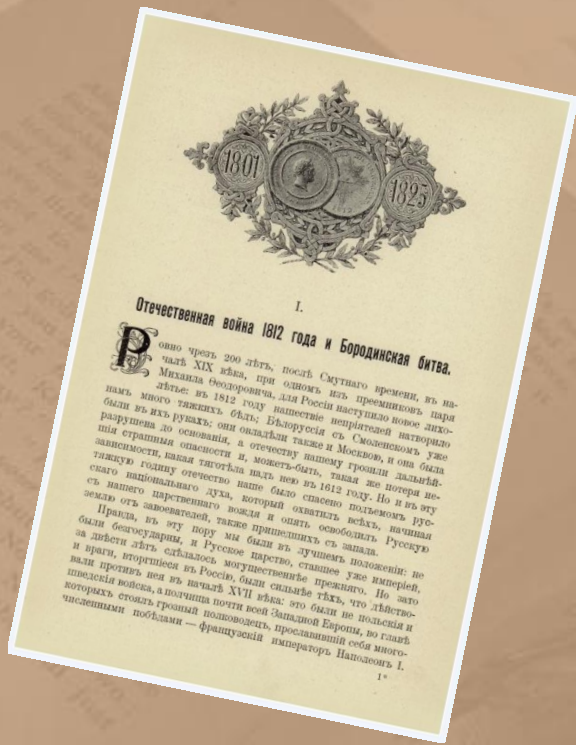 1801
1825
I.
Отечественная война 1812 года и Бородинская битва.
Ровно чрезъ 200 лѣтъ, послѣ Смутнаго времени, въ на-
чалѣ XIX вѣка, при одномъ изъ преемниковъ царя
Михаила Ѳеодоровича, для Россіи наступило новое лихо-
лѣтье: въ 1812 году нашествіе непріятелей натворило
намъ много тяжкихъ бѣдъ; Бѣлоруссія съ Смоленскомъ уже
были въ ихъ рукахъ; они овладѣли также и Москвою, и она была
разрушена до основанія, а отечеству нашему грозили дальнѣй-
шія страшныя опасности и, можетъ-быть, такая же потеря не-
зависимости, какая тяготѣла надъ нею въ 1612 году. Но и въ эту
тяжкую годину отечество наше было спасено подъемомъ рус-
скаго національнаго духа, который охватилъ всѣхъ, начиная
съ нашего царственнаго вождя и опять освободилъ Русскую
землю отъ завоевателей, также пришедшихъ съ запада.
Правда, въ эту пору мы были въ лучшемъ положеніи: не
были безгосударны, и Русское царство, ставшее уже имперіей,
за двѣсти лѣтъ сдѣлалось могущественнѣе прежняго. Но зато
и враги, вторгшіеся въ Россію, были сильнѣе тѣхъ, что дѣйство-
вали противъ нея въ началѣ XVII вѣка: это были не польскія и
шведскія войска, а полчища почти всей Западной Европы, во главѣ
которыхъ стоялъ грозный полководецъ, прославившій себя много-
численными побѣдами — французскій императоръ Наполеонъ I.
1*